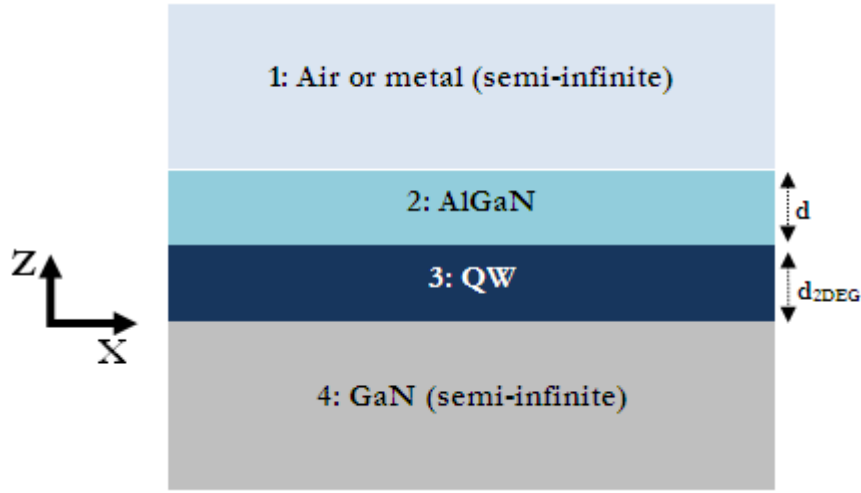 1: Air or metal (semi-infinite)
2: AlGaN
d
3: QW
d2DEG
Z
X
4: GaN (semi-infinite)